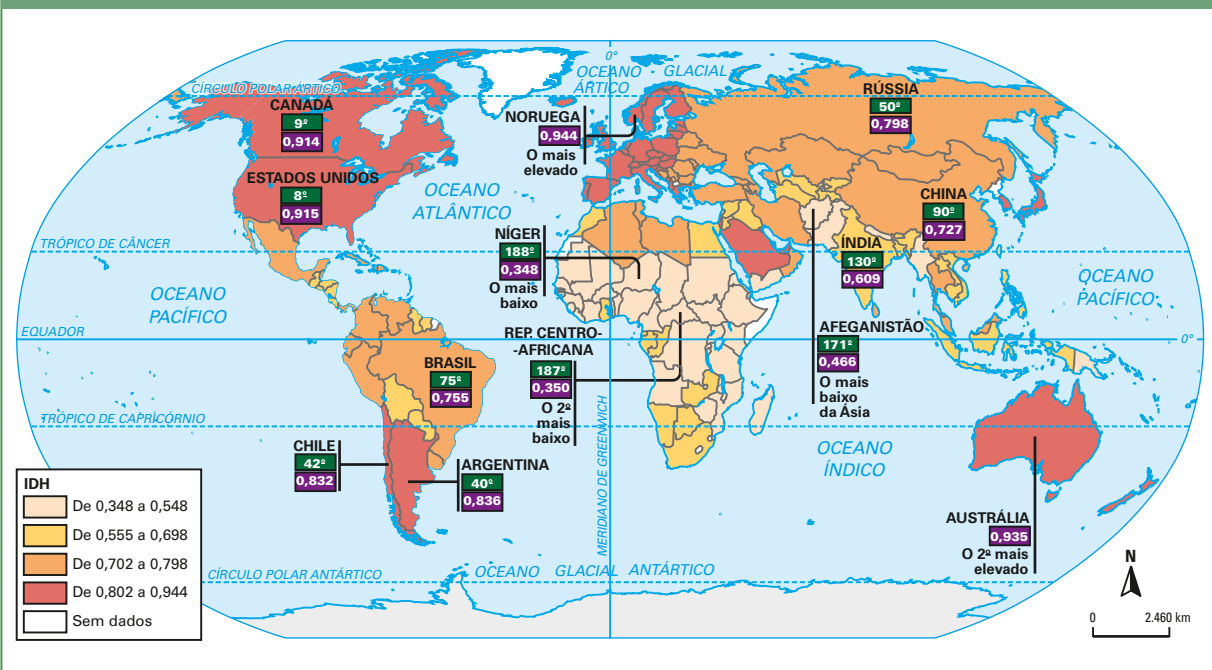 0°
OCEANO GLACIAL
ÁRTICO
CÍRCULO POLAR ÁRTICO
CANADÁ
9º
0,914
ESTADOS UNIDOS
8º
0,915
NORUEGA
0,944
O mais
elevado
RÚSSIA
50º
0,798
OCEANO
ATLÂNTICO
CHINA
90º
0,727
TRÓPICO DE CÂNCER
NÍGER
188º
0,348
O mais
baixo
ÍNDIA
130º
0,609
OCEANO
PACÍFICO
OCEANO
PACÍFICO
EQUADOR
0°
REP. CENTRO-
-AFRICANA
187º
0,350
O 2º
mais
baixo
AFEGANISTÃO
171º
0,466
O mais
baixo
da Ásia
BRASIL
75º
0,755
TRÓPICO DE CAPRICÓRNIO
MERIDIANO DE GREENWICH
OCEANO
ÍNDICO
CHILE
42º
0,832
ARGENTINA
40º
0,836
AUSTRÁLIA
0,935
O 2º mais
elevado
IDH
De 0,348 a 0,548
De 0,555 a 0,698
De 0,702 a 0,798
De 0,802 a 0,944
Sem dados
CÍRCULO POLAR ANTÁRTICO
OCEANO GLACIAL ANTÁRTICO
N
0 2.460 km